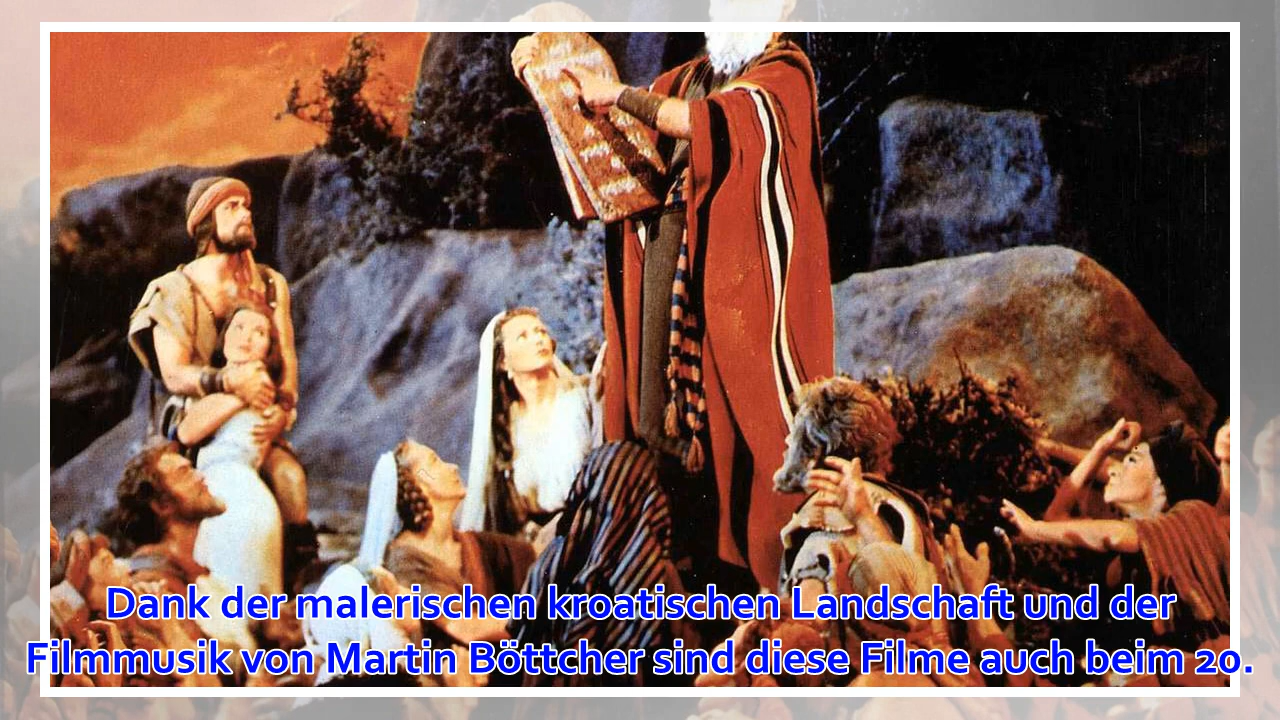 Dank der malerischen kroatischen Landschaft und der
Filmmusik von Martin Böttcher sind diese Filme auch beim 20.